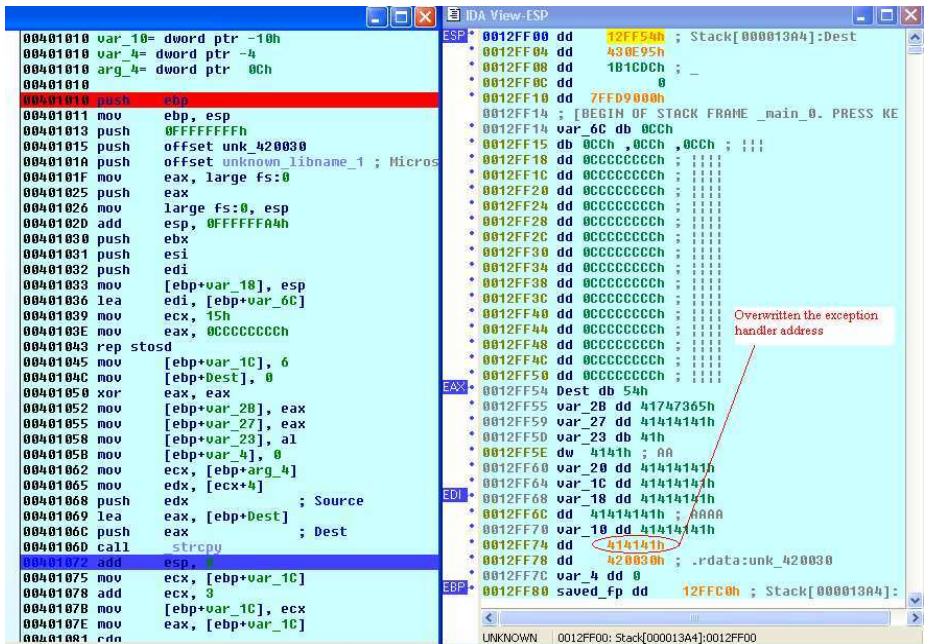 00401010 var_10= dword ptr -10h
00401010 var_4= dword ptr -4
00401010 arg_4= dword ptr  0Ch
00401010
00401010 push    ebp
00401011 mov     ebp, esp
00401013 push    0FFFFFFFFh
00401015 push    offset unk_420030
0040101A push    offset unknown_libname_1 ; Micros
0040101F mov     eax, large fs:0
00401025 push    eax
00401026 mov     large fs:0, esp
0040102D add     esp, 0FFFFFFA4h
00401030 push    ebx
00401031 push    esi
00401032 push    edi
00401033 mov     [ebp+var_18], esp
00401036 lea     edi, [ebp+var_6C]
00401039 mov     ecx, 15h
0040103E mov     eax, 0CCCCCCCCh
00401043 rep stosd
00401045 mov     [ebp+var_1C], 6
0040104C mov     [ebp+Dest], 0
00401050 xor     eax, eax
00401052 mov     [ebp+var_2B], eax
00401055 mov     [ebp+var_27], eax
00401058 mov     [ebp+var_23], al
0040105B mov     [ebp+var_4], 0
00401062 mov     ecx, [ebp+arg_4]
00401065 mov     edx, [ecx+4]
00401068 push    edx             ; Source
00401069 lea     eax, [ebp+Dest]
0040106C push    eax             ; Dest
0040106D call    _strcpy
00401072 add     esp, 8
00401075 mov     ecx, [ebp+var_1C]
00401078 add     ecx, 3
0040107B mov     [ebp+var_1C], ecx
0040107E mov     eax, [ebp+var_1C]
00401081 cdq
IDA View-ESP
ESP 0012FF00 dd     12FF54h ; Stack[000013A4]:Dest
0012FF04 dd     430E95h
0012FF08 dd     1B1CDCh ; _
0012FF0C dd           0
0012FF10 dd  7FFD9000h
0012FF14 ; [BEGIN OF STACK FRAME _main_0. PRESS KE
0012FF14 var_6C db 0CCh
0012FF15 db 0CCh ,0CCh ,0CCh ; ¦¦¦
0012FF18 dd 0CCCCCCCCh ; ¦¦¦¦
0012FF1C dd 0CCCCCCCCh ; ¦¦¦¦
0012FF20 dd 0CCCCCCCCh ; ¦¦¦¦
0012FF24 dd 0CCCCCCCCh ; ¦¦¦¦
0012FF28 dd 0CCCCCCCCh ; ¦¦¦¦
0012FF2C dd 0CCCCCCCCh ; ¦¦¦¦
0012FF30 dd 0CCCCCCCCh ; ¦¦¦¦
0012FF34 dd 0CCCCCCCCh ; ¦¦¦¦
0012FF38 dd 0CCCCCCCCh ; ¦¦¦¦
0012FF3C dd 0CCCCCCCCh ; ¦¦¦¦
0012FF40 dd 0CCCCCCCCh ; ¦¦¦¦
0012FF44 dd 0CCCCCCCCh ; ¦¦¦¦
0012FF48 dd 0CCCCCCCCh ; ¦¦¦¦
0012FF4C dd 0CCCCCCCCh ; ¦¦¦¦
0012FF50 dd 0CCCCCCCCh ; ¦¦¦¦
Overwritten the exception
handler address
EAX 0012FF54 Dest db 54h
0012FF55 var_2B dd 41747365h
0012FF59 var_27 dd 41414141h
0012FF5D var_23 db 41h
0012FF5E dw  4141h ; AA
0012FF60 var_20 dd 41414141h
0012FF64 var_1C dd 41414141h
EDI 0012FF68 var_18 dd 41414141h
0012FF6C dd  41414141h ; AAAA
0012FF70 var_10 dd 41414141h
0012FF74 dd    414141h
0012FF78 dd    420030h ; .rdata:unk_420030
0012FF7C var_4 dd 0
EBP 0012FF80 saved_fp dd     12FFC0h ; Stack[000013A4]:
UNKNOWN 0012FF00: Stack[000013A4]:0012FF00